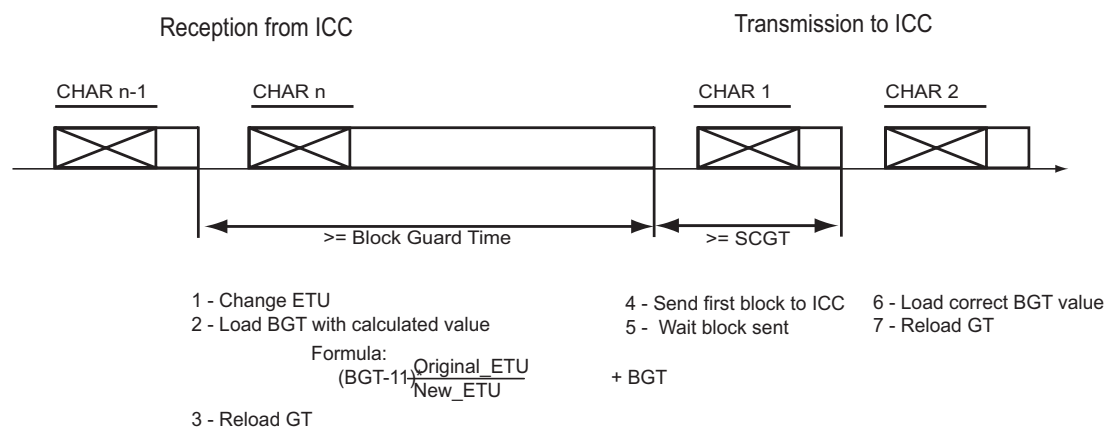 Reception from ICC
Transmission to ICC
CHAR n-1
CHAR n
CHAR 1
CHAR 2
>= Block Guard Time
>= SCGT
1 - Change ETU
2 - Load BGT with calculated value
Formula:
(BGT-11)* Original_ETU / New_ETU + BGT
3 - Reload GT
4 - Send first block to ICC
5 - Wait block sent
6 - Load correct BGT value
7 - Reload GT